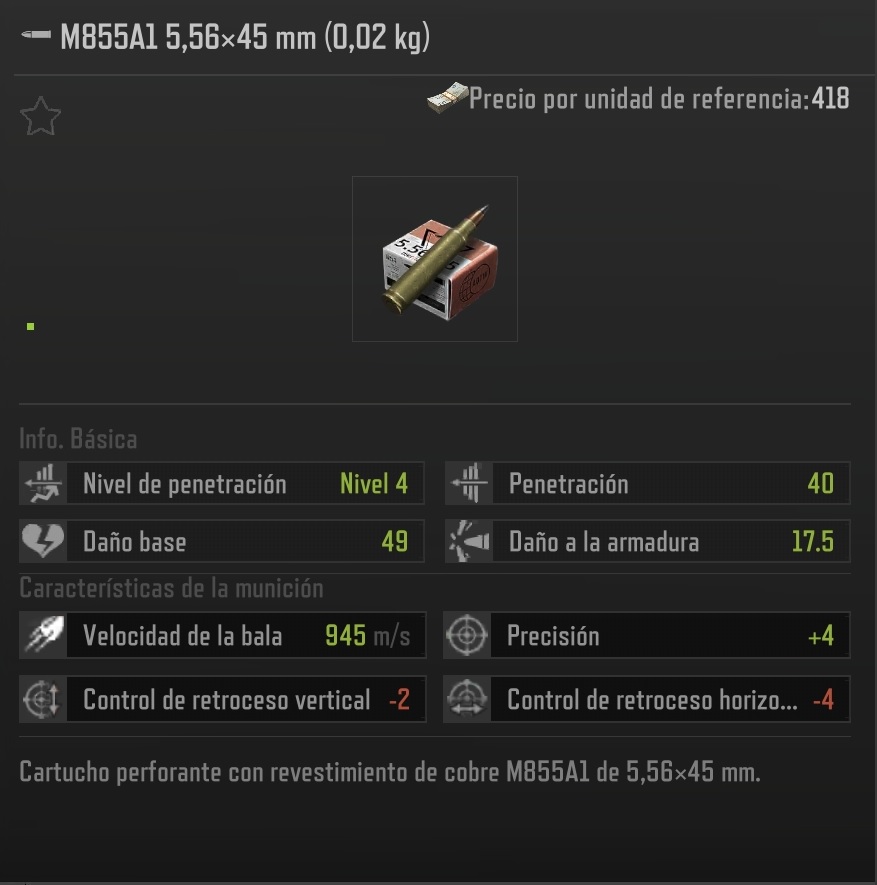 M855A1 5,56×45 mm (0,02 kg)
Precio por unidad de referencia:418
5.56
Info. Básica
Nivel de penetración Nivel 4
Penetración 40
Daño base 49
Daño a la armadura 17.5
Características de la munición
Velocidad de la bala 945 m/s
Precisión +4
Control de retroceso vertical -2
Control de retroceso horizo... -4
Cartucho perforante con revestimiento de cobre M855A1 de 5,56×45 mm.